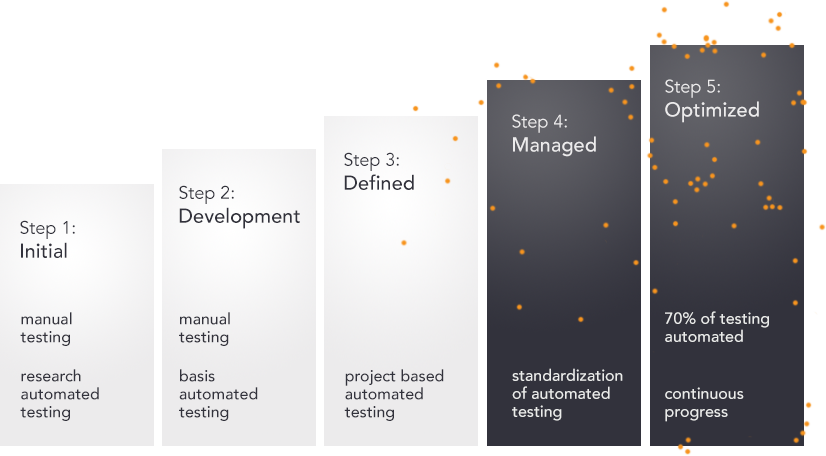 Step 1:
Initial
manual
testing
research
automated
testing
Step 2:
Development
manual
testing
basis
automated
testing
Step 3:
Defined
project based
automated
testing
Step 4:
Managed
standardization
of automated
testing
Step 5:
Optimized
70% of testing
automated
continuous
progress